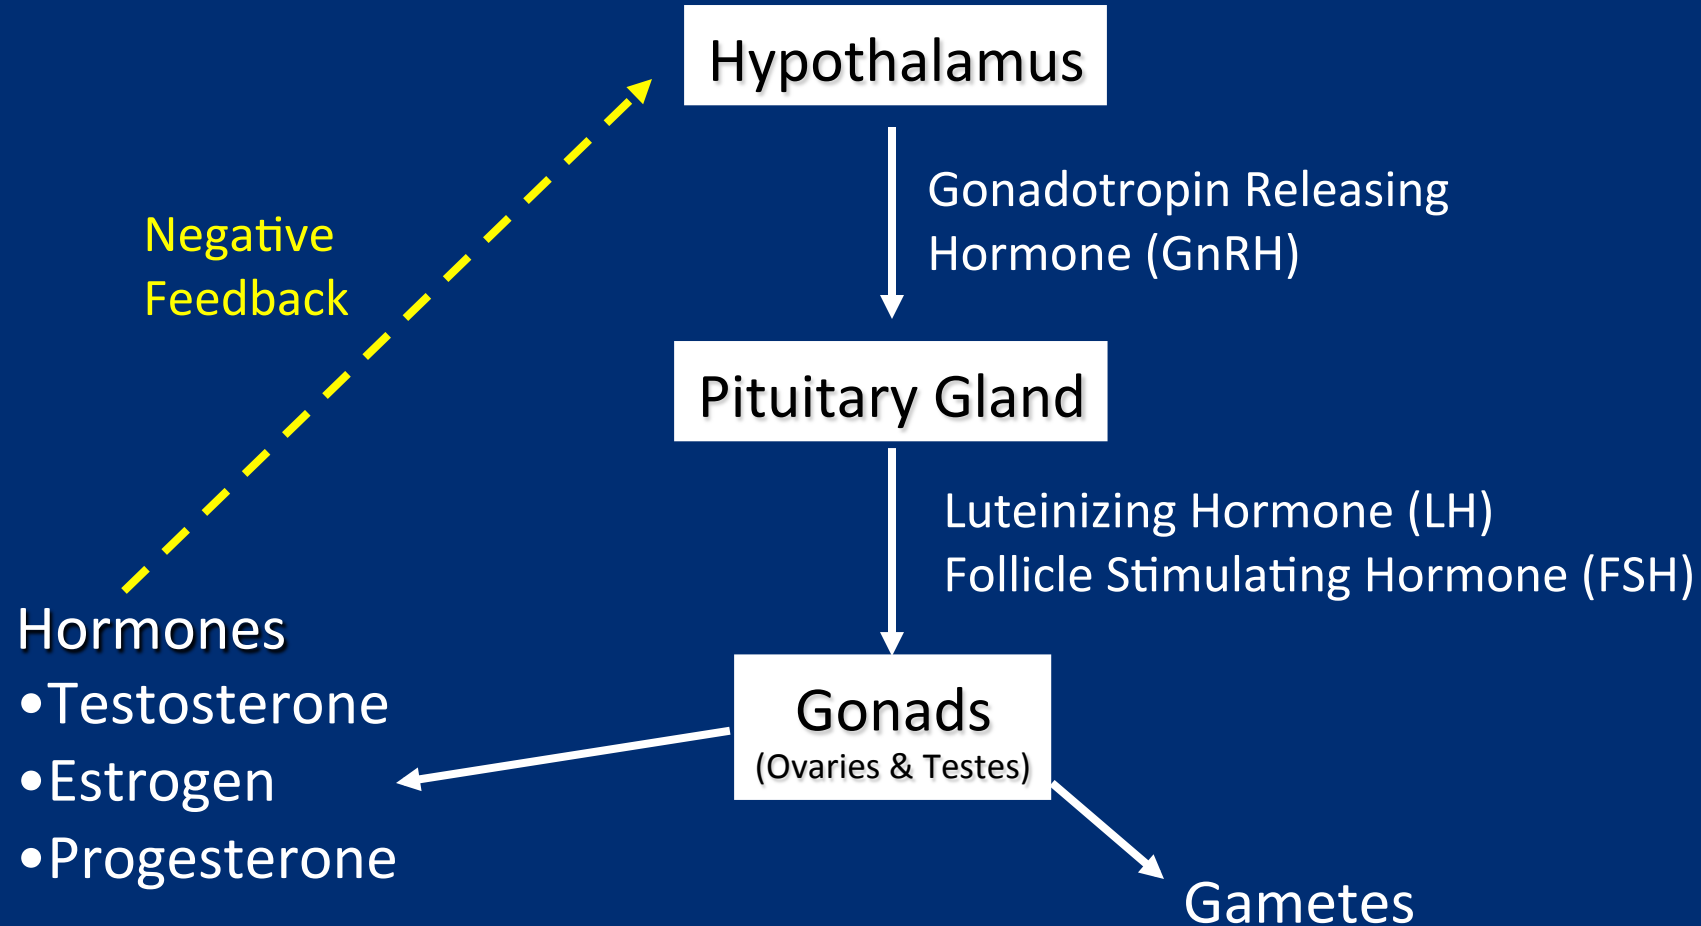 Hypothalamus
Gonadotropin Releasing
Hormone (GnRH)
Negative
Feedback
Pituitary Gland
Luteinizing Hormone (LH)
Follicle Stimulating Hormone (FSH)
Hormones
•Testosterone
•Estrogen
•Progesterone
Gonads
(Ovaries & Testes)
Gametes